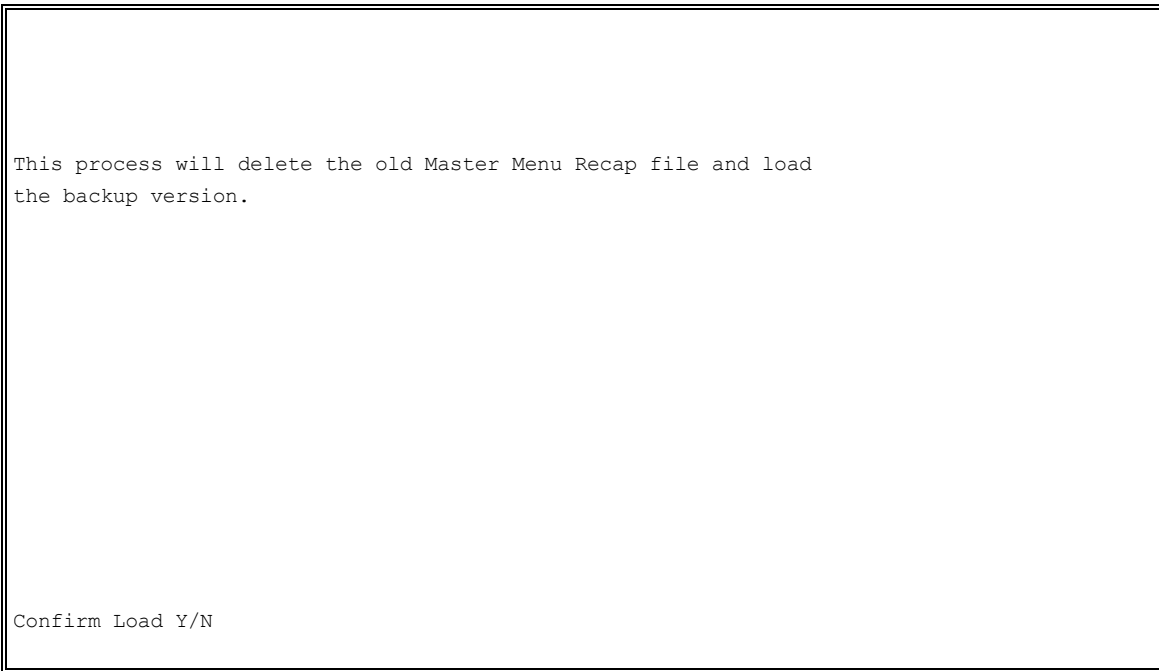 This process will delete the old Master Menu Recap file and load
the backup version.
Confirm Load Y/N